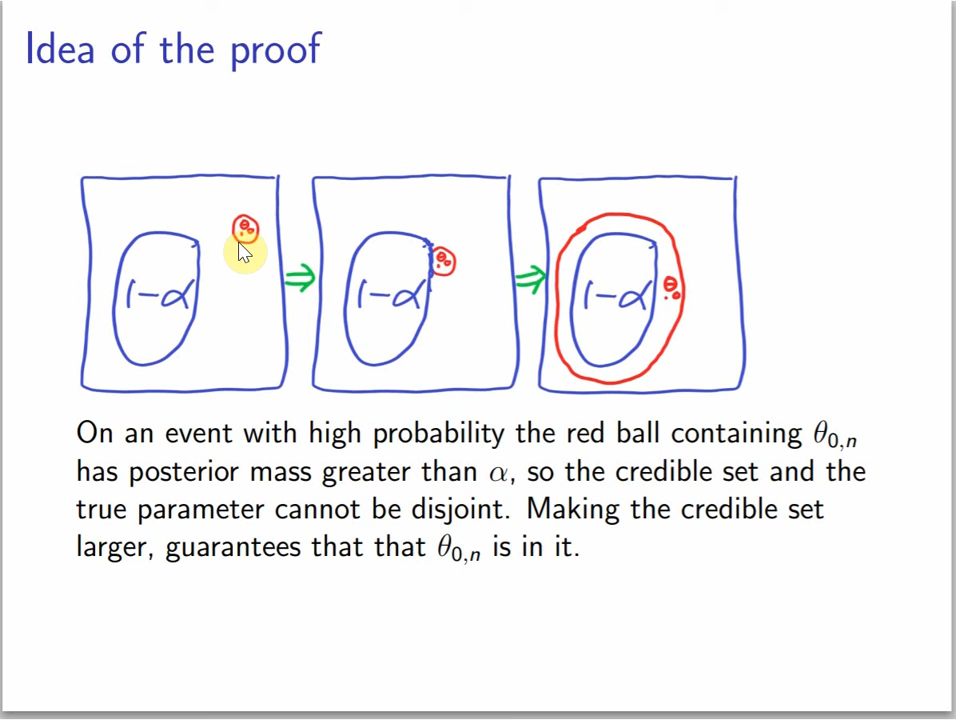 Idea of the proof
θ₀
1-α
⇒
θ₀
1-α
⇒
θ₀
1-α
On an event with high probability the red ball containing θ₀,ₙ
has posterior mass greater than α, so the credible set and the
true parameter cannot be disjoint. Making the credible set
larger, guarantees that that θ₀,ₙ is in it.